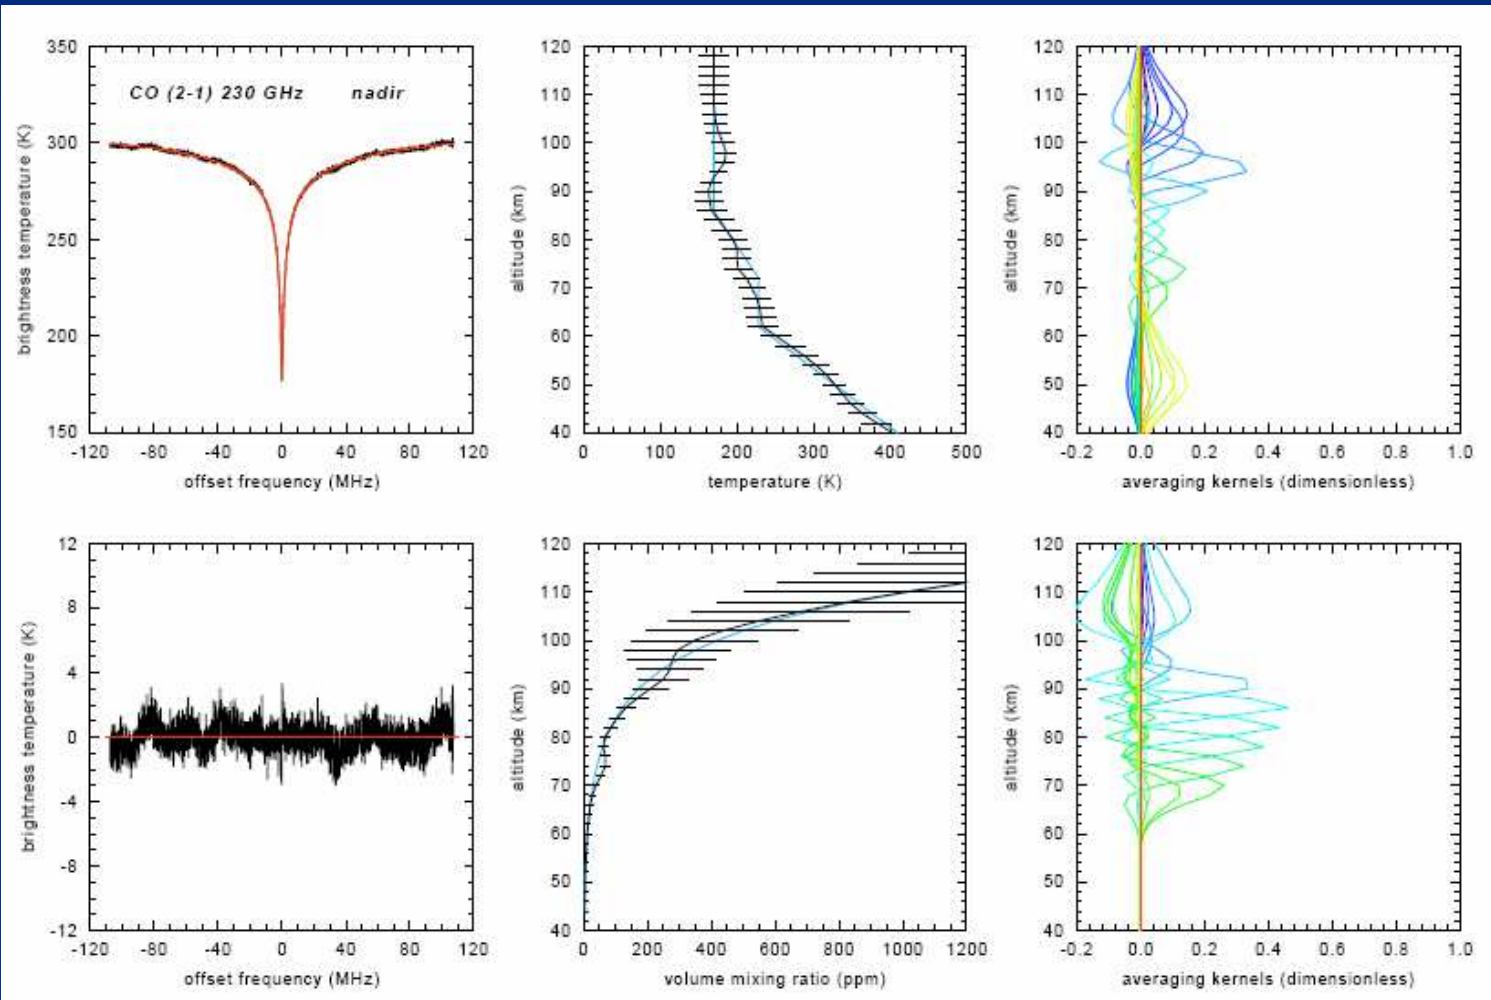 350
300
250
200
150
CO (2-1) 230 GHz nadir
brightness temperature (K)
-120 -80 -40 0 40 80 120
offset frequency (MHz)
120
110
100
90
80
70
60
50
40
altitude (km)
0 100 200 300 400 500
temperature (K)
120
110
100
90
80
70
60
50
40
altitude (km)
-0.2 0.0 0.2 0.4 0.6 0.8 1.0
averaging kernels (dimensionless)
12
8
4
0
-4
-8
-12
brightness temperature (K)
-120 -80 -40 0 40 80 120
offset frequency (MHz)
120
110
100
90
80
70
60
50
40
altitude (km)
0 200 400 600 800 1000 1200
volume mixing ratio (ppm)
120
110
100
90
80
70
60
50
40
altitude (km)
-0.2 0.0 0.2 0.4 0.6 0.8 1.0
averaging kernels (dimensionless)